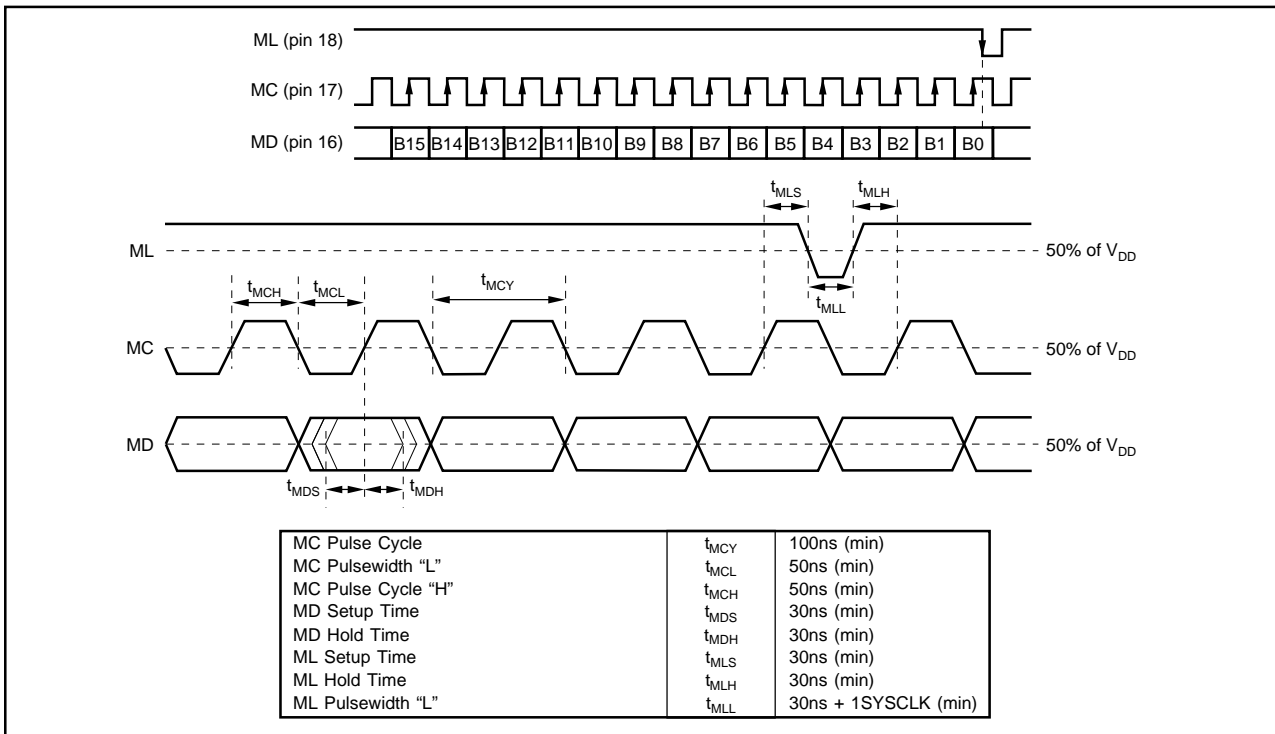 ML (pin 18)
MC (pin 17)
MD (pin 16)
B15 B14 B13 B12 B11 B10 B9 B8 B7 B6 B5 B4 B3 B2 B1 B0
tMLS tMLH
ML 50% of VDD
tMCH tMCL tMCY tMLL
MC 50% of VDD
MD 50% of VDD
tMDS tMDH
MC Pulse Cycle tMCY 100ns (min)
MC Pulsewidth “L” tMCL 50ns (min)
MC Pulse Cycle “H” tMCH 50ns (min)
MD Setup Time tMDS 30ns (min)
MD Hold Time tMDH 30ns (min)
ML Setup Time tMLS 30ns (min)
ML Hold Time tMLH 30ns (min)
ML Pulsewidth “L” tMLL 30ns + 1SYSCLK (min)